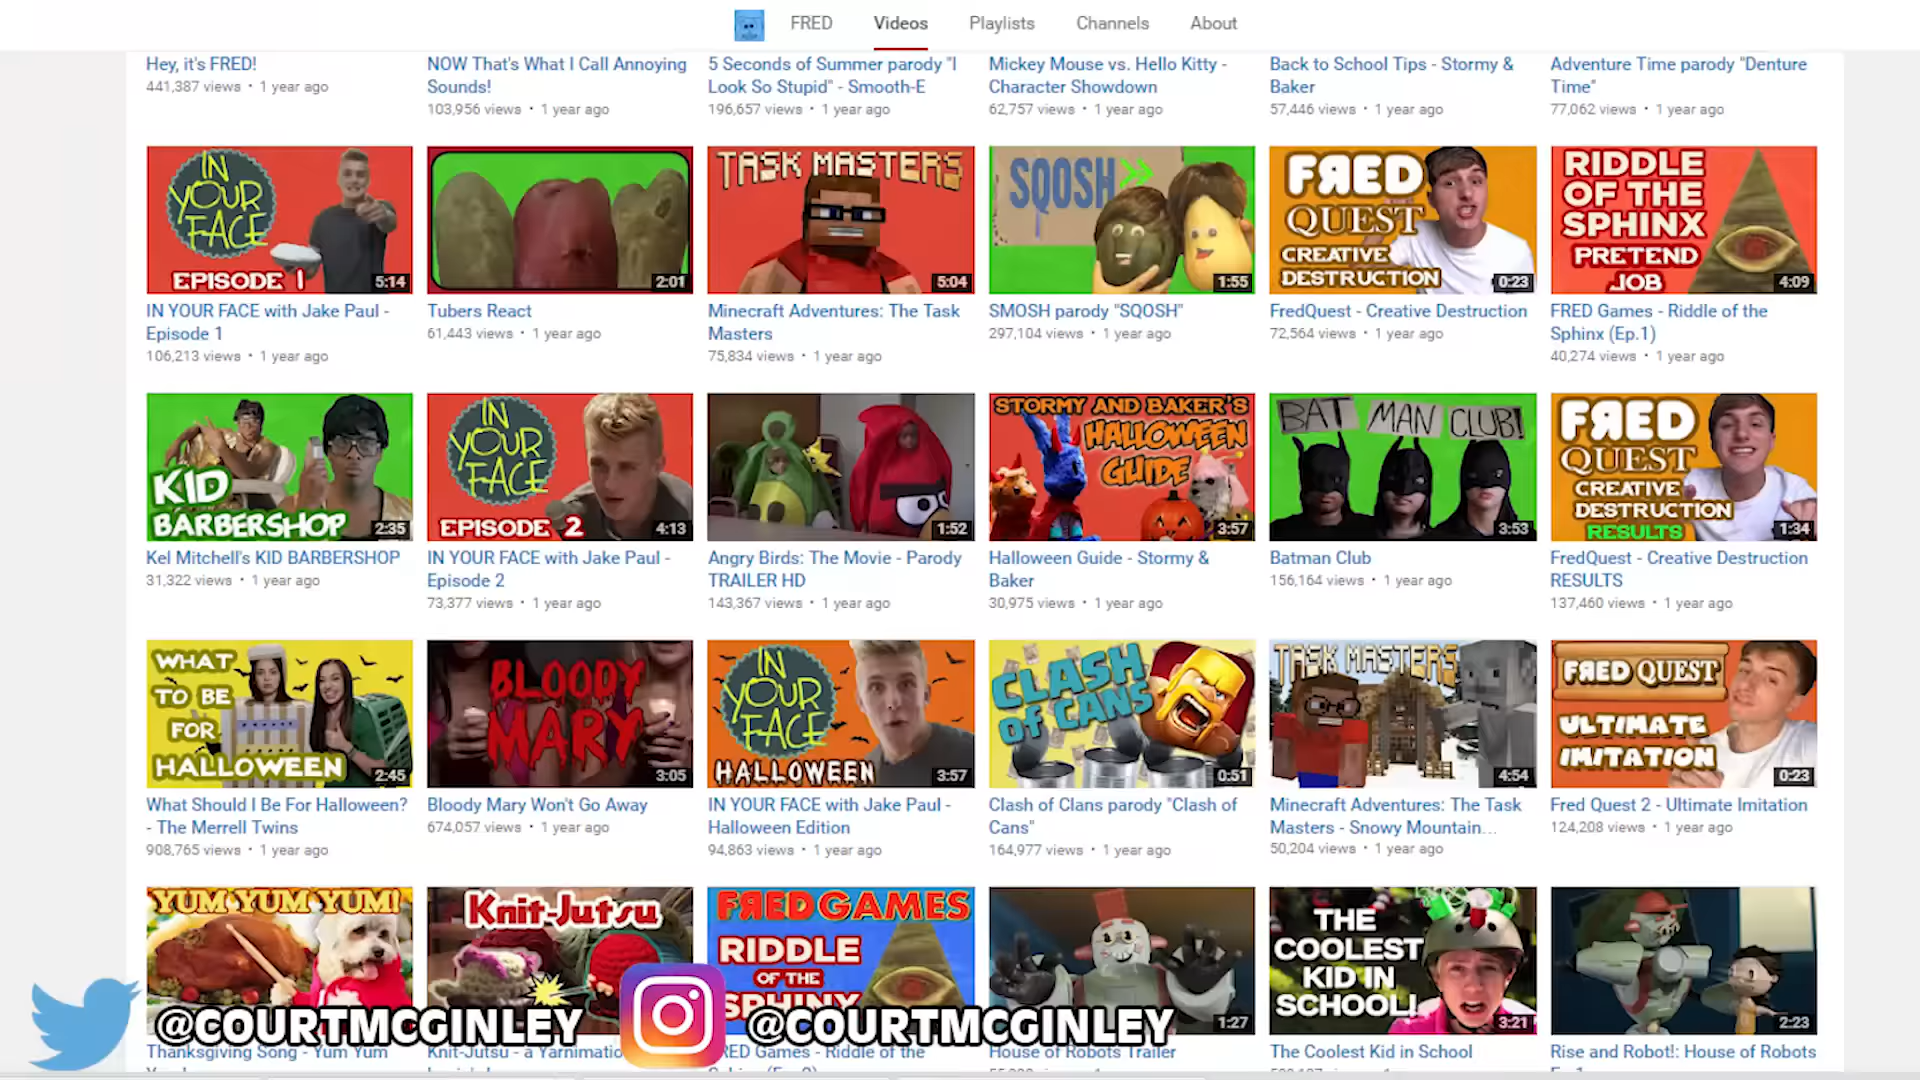 FRED Videos Playlists Channels About
Hey, it's FRED!
441,387 views • 1 year ago
NOW That's What I Call Annoying
Sounds!
103,956 views • 1 year ago
5 Seconds of Summer parody "I
Look So Stupid" - Smooth-E
196,657 views • 1 year ago
Mickey Mouse vs. Hello Kitty -
Character Showdown
62,757 views • 1 year ago
Back to School Tips - Stormy &
Baker
57,446 views • 1 year ago
Adventure Time parody "Denture
Time"
77,062 views • 1 year ago
IN
YOUR
FACE
EPISODE 1
5:14
IN YOUR FACE with Jake Paul -
Episode 1
106,213 views • 1 year ago
2:01
Tubers React
61,443 views • 1 year ago
TASK MASTERS
5:04
Minecraft Adventures: The Task
Masters
75,834 views • 1 year ago
SQOSH
1:55
SMOSH parody "SQOSH"
297,104 views • 1 year ago
FRED
QUEST
CREATIVE
DESTRUCTION
0:23
FredQuest - Creative Destruction
72,564 views • 1 year ago
RIDDLE
OF THE
SPHINX
PRETEND
JOB
4:09
FRED Games - Riddle of the
Sphinx (Ep.1)
40,274 views • 1 year ago
KID
BARBERSHOP
2:35
Kel Mitchell's KID BARBERSHOP
31,322 views • 1 year ago
IN
YOUR
FACE
EPISODE 2
4:13
IN YOUR FACE with Jake Paul -
Episode 2
73,377 views • 1 year ago
1:52
Angry Birds: The Movie - Parody
TRAILER HD
143,367 views • 1 year ago
STORMY AND BAKER'S
HALLOWEEN
GUIDE
3:57
Halloween Guide - Stormy &
Baker
30,975 views • 1 year ago
BAT MAN CLUB!
3:53
Batman Club
156,164 views • 1 year ago
FRED
QUEST
CREATIVE
DESTRUCTION
RESULTS
1:34
FredQuest - Creative Destruction
RESULTS
137,460 views • 1 year ago
WHAT
TO BE
FOR
HALLOWEEN
2:45
What Should I Be For Halloween?
- The Merrell Twins
908,765 views • 1 year ago
BLOODY
MARY
3:05
Bloody Mary Won't Go Away
674,057 views • 1 year ago
IN
YOUR
FACE
HALLOWEEN
3:57
IN YOUR FACE with Jake Paul -
Halloween Edition
94,863 views • 1 year ago
CLASH
OF CANS
0:51
Clash of Clans parody "Clash of
Cans"
164,977 views • 1 year ago
TASK MASTERS
4:54
Minecraft Adventures: The Task
Masters - Snowy Mountain...
50,204 views • 1 year ago
FRED QUEST
ULTIMATE
IMITATION
0:23
Fred Quest 2 - Ultimate Imitation
124,208 views • 1 year ago
YUM YUM YUM!
Thanksgiving Song - Yum Yum
Knit-Jutsu
Knit-Jutsu - a
FRED GAMES
RIDDLE
OF THE
SPHINX
Games - Riddle of the
1:27
House of Robots Trailer
THE
COOLEST
KID IN
SCHOOL!
3:21
The Coolest Kid in School
2:23
Rise and Robot!: House of Robots
@COURTMCGINLEY @COURTMCGINLEY